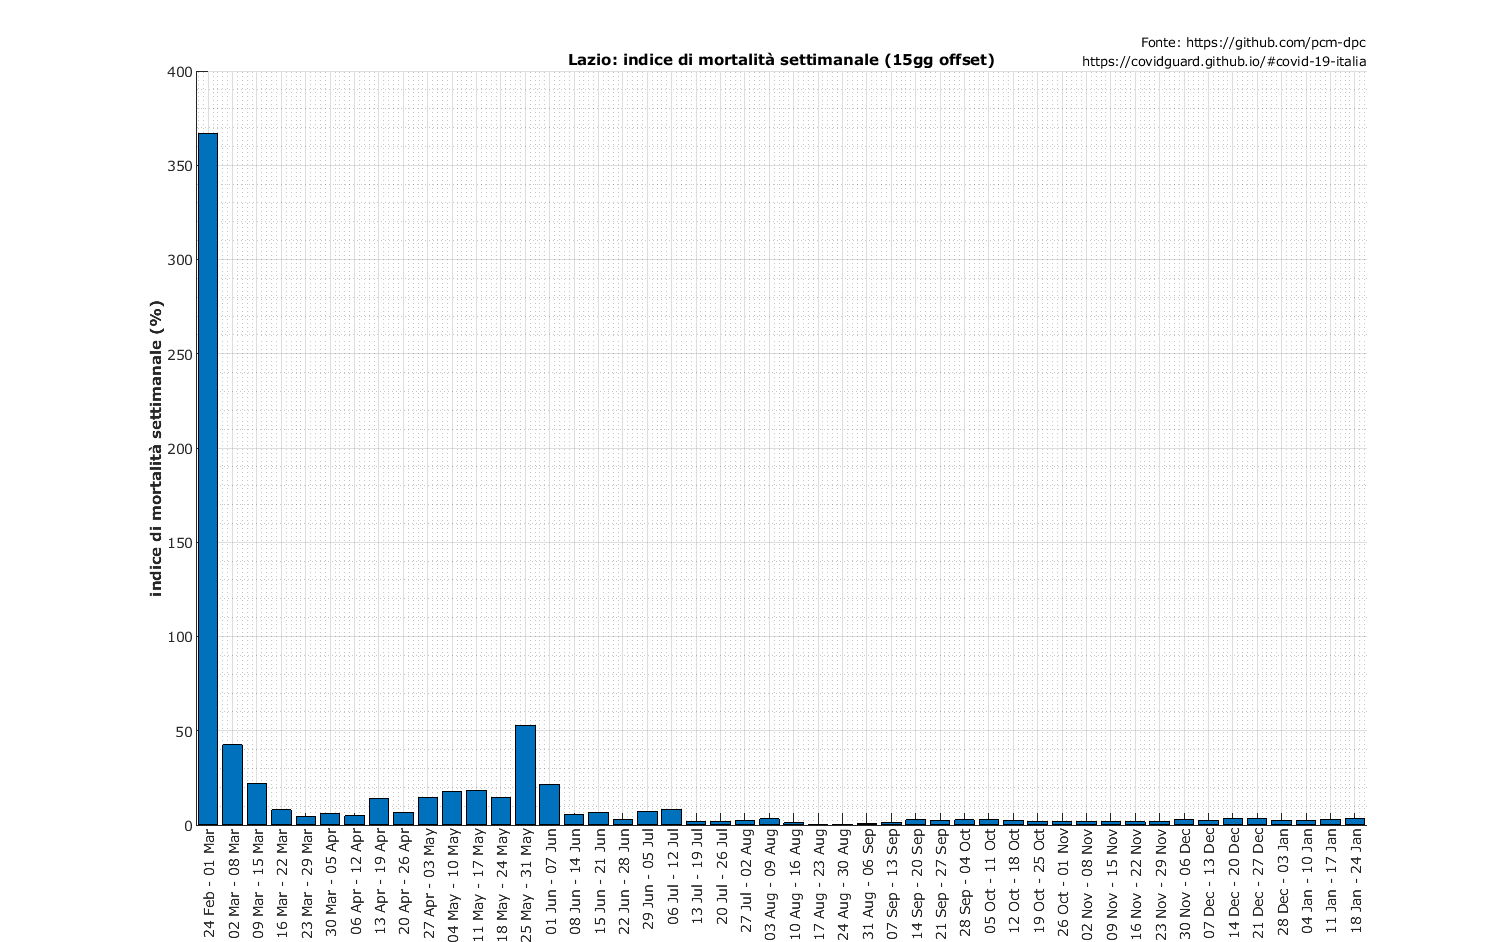 Fonte: https://github.com/pcm-dpc
Lazio: indice di mortalità settimanale (15gg offset)
https://covidguard.github.io/#covid-19-italia
indice di mortalità settimanale (%)
400
350
300
250
200
150
100
50
0
24 Feb - 01 Mar
02 Mar - 08 Mar
09 Mar - 15 Mar
16 Mar - 22 Mar
23 Mar - 29 Mar
30 Mar - 05 Apr
06 Apr - 12 Apr
13 Apr - 19 Apr
20 Apr - 26 Apr
27 Apr - 03 May
04 May - 10 May
11 May - 17 May
18 May - 24 May
25 May - 31 May
01 Jun - 07 Jun
08 Jun - 14 Jun
15 Jun - 21 Jun
22 Jun - 28 Jun
29 Jun - 05 Jul
06 Jul - 12 Jul
13 Jul - 19 Jul
20 Jul - 26 Jul
27 Jul - 02 Aug
03 Aug - 09 Aug
10 Aug - 16 Aug
17 Aug - 23 Aug
24 Aug - 30 Aug
31 Aug - 06 Sep
07 Sep - 13 Sep
14 Sep - 20 Sep
21 Sep - 27 Sep
28 Sep - 04 Oct
05 Oct - 11 Oct
12 Oct - 18 Oct
19 Oct - 25 Oct
26 Oct - 01 Nov
02 Nov - 08 Nov
09 Nov - 15 Nov
16 Nov - 22 Nov
23 Nov - 29 Nov
30 Nov - 06 Dec
07 Dec - 13 Dec
14 Dec - 20 Dec
21 Dec - 27 Dec
28 Dec - 03 Jan
04 Jan - 10 Jan
11 Jan - 17 Jan
18 Jan - 24 Jan